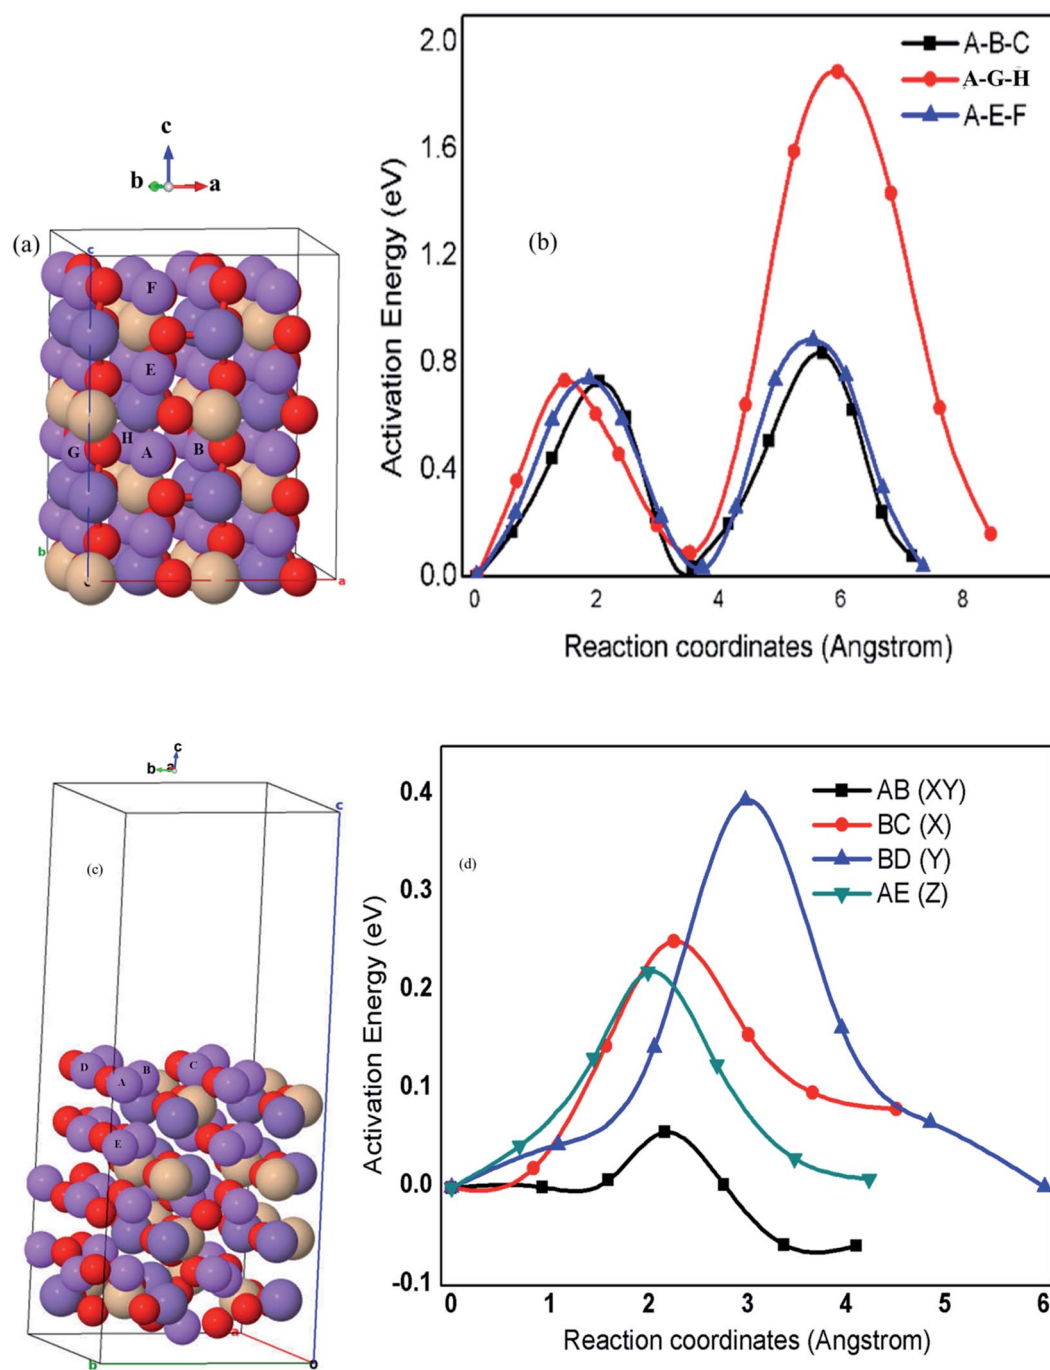 c
b
a
(a)
c
F
E
G
H
A
B
b
a
2.0
1.6
1.2
0.8
0.4
0.0
Activation Energy (eV)
A-B-C
A-G-H
A-E-F
(b)
0
2
4
6
8
Reaction coordinates (Angstrom)
c
b
a
c
(c)
D
A
B
C
E
a
b
o
0.4
0.3
0.2
0.1
0.0
-0.1
Activation Energy (eV)
AB (XY)
BC (X)
BD (Y)
AE (Z)
(d)
0
1
2
3
4
5
6
Reaction coordinates (Angstrom)